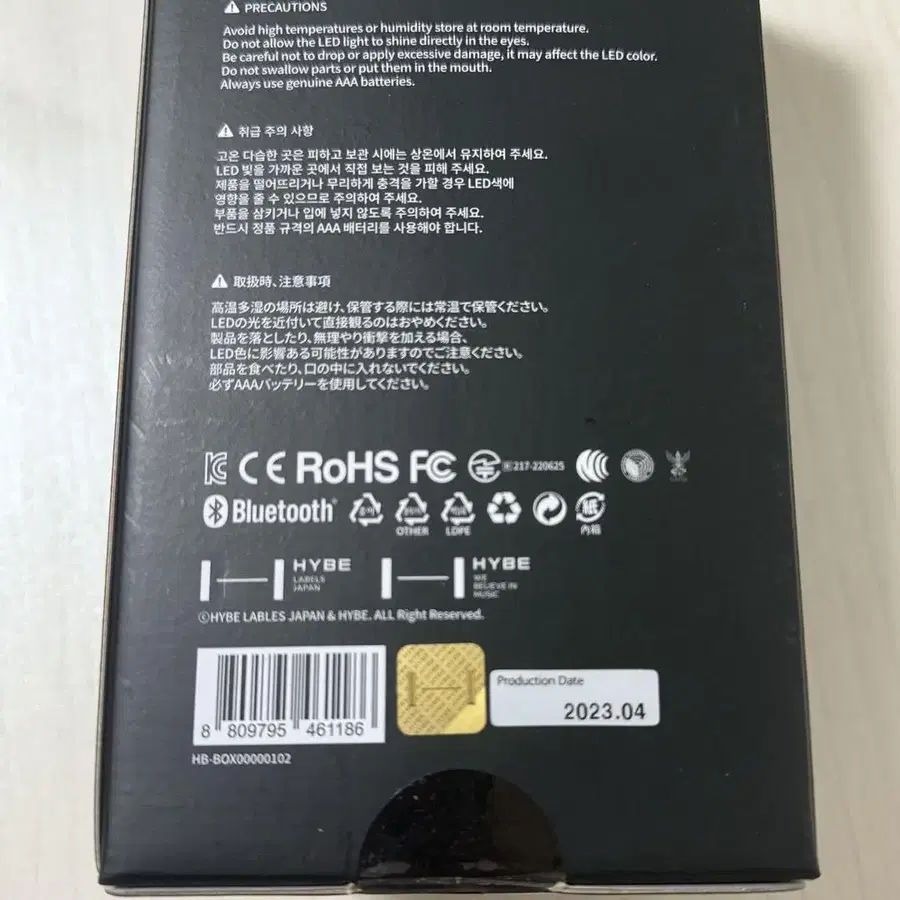 PRECAUTIONS
Avoid high temperatures or humidity store at room temperature.
Do not allow the LED light to shine directly in the eyes.
Be careful not to drop or apply excessive damage, it may affect the LED color.
Do not swallow parts or put them in the mouth.
Always use genuine AAA batteries.
취급 주의 사항
고온 다습한 곳은 피하고 보관 시에는 상온에서 유지하여 주세요.
LED 빛을 가까운 곳에서 직접 보는 것을 피해 주세요.
제품을 떨어뜨리거나 무리하게 충격을 가할 경우 LED색에
영향을 줄 수 있으므로 주의하여 주세요.
부품을 삼키거나 입에 넣지 않도록 주의하여 주세요.
반드시 정품 규격의 AAA 배터리를 사용해야 합니다.
取扱時、注意事項
高温多湿の場所は避け、保管する際には常温で保管ください。
LEDの光を近付いて直接観るのはおやめください。
製品を落としたり、無理やり衝撃を加える場合、
LED色に影響ある可能性がありますのでご注意ください。
部品を食べたり、口の中に入れないでください。
必ずAAAバッテリーを使用してください。
CE RoHS FC R 217-220625
Bluetooth OTHER LDPE 紙 内箱
HYBE
LABELS
JAPAN
HYBE
WE
BELIEVE IN
MUSIC
ⓒHYBE LABLES JAPAN & HYBE. ALL Right Reserved.
8 809795 461186
Production Date
2023.04
HB-BOX00000102